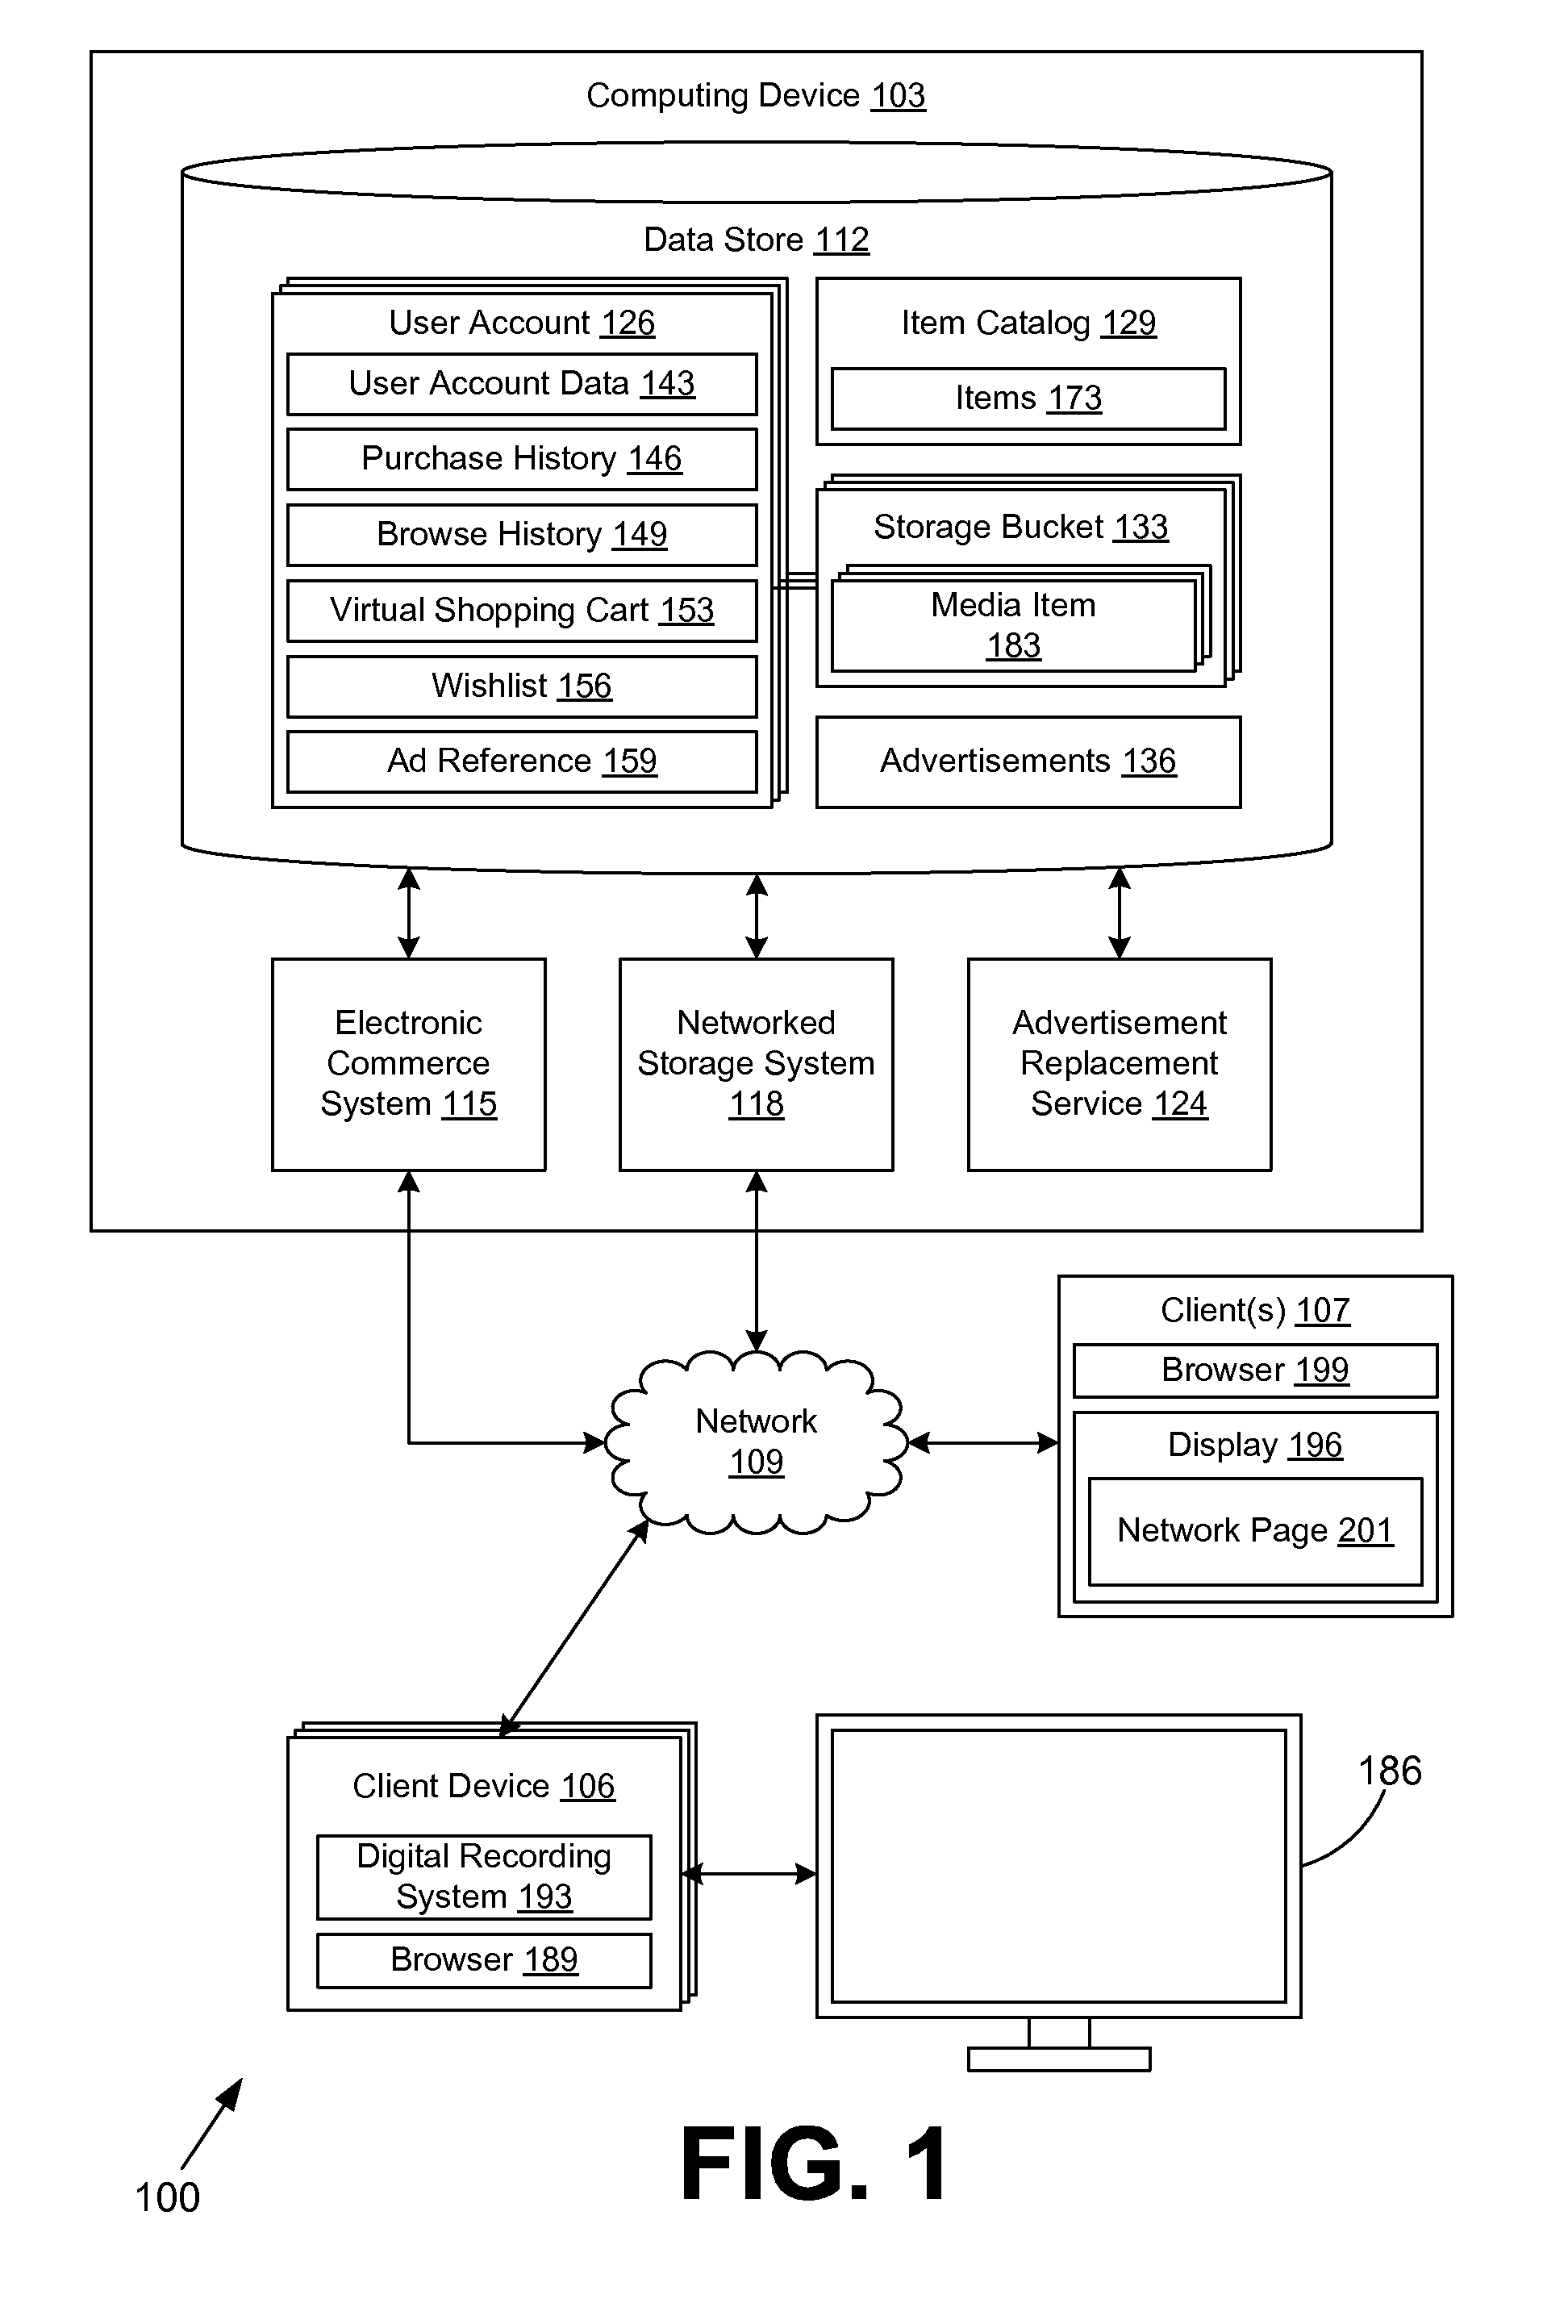 Computing Device 103
Data Store 112
User Account 126
User Account Data 143
Purchase History 146
Browse History 149
Virtual Shopping Cart 153
Wishlist 156
Ad Reference 159
Item Catalog 129
Items 173
Storage Bucket 133
Media Item
183
Advertisements 136
Electronic
Commerce
System 115
Networked
Storage System
118
Advertisement
Replacement
Service 124
Network
109
Client(s) 107
Browser 199
Display 196
Network Page 201
Client Device 106
Digital Recording
System 193
Browser 189
186
100
FIG. 1